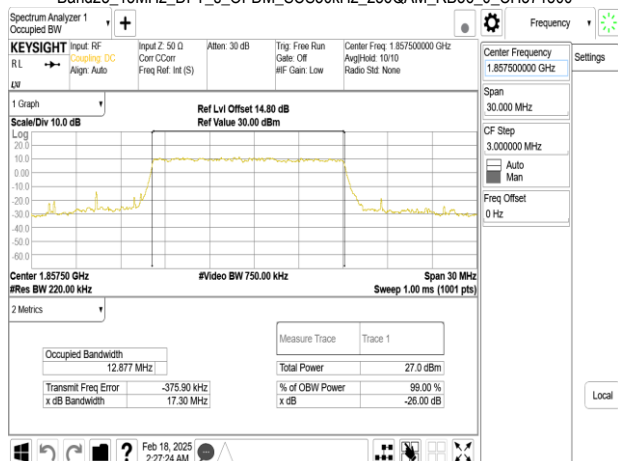 Spectrum Analyzer 1
Occupied BW
+
Frequency
KEYSIGHT
RL
Input: RF
Coupling: DC
Align: Auto
Input Z: 50 Ω
Corr CCorr
Freq Ref: Int (S)
Atten: 30 dB
Trig: Free Run
Gate: Off
#IF Gain: Low
Center Freq: 1.857500000 GHz
Avg|Hold: 10/10
Radio Std: None
LXI
1 Graph
Scale/Div 10.0 dB
Ref Lvl Offset 14.80 dB
Ref Value 30.00 dBm
Log
20.0
10.0
0.00
-10.0
-20.0
-30.0
-40.0
-50.0
-60.0
Center 1.85750 GHz
#Res BW 220.00 kHz
#Video BW 750.00 kHz
Span 30 MHz
Sweep 1.00 ms (1001 pts)
2 Metrics
Occupied Bandwidth
12.877 MHz
Transmit Freq Error -375.90 kHz
x dB Bandwidth 17.30 MHz
Measure Trace Trace 1
Total Power 27.0 dBm
% of OBW Power 99.00 %
x dB -26.00 dB
Center Frequency
1.857500000 GHz
Span
30.000 MHz
CF Step
3.000000 MHz
Auto
Man
Freq Offset
0 Hz
Settings
Local
?
Feb 18, 2025
2:27:24 AM